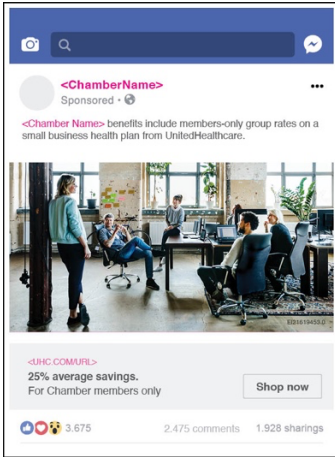 <ChamberName>
Sponsored •
<Chamber Name> benefits include members-only group rates on a
small business health plan from UnitedHealthcare.
<UHC.COM/URL>
25% average savings.
For Chamber members only
Shop now
3.675
2.475 comments
1.928 sharings